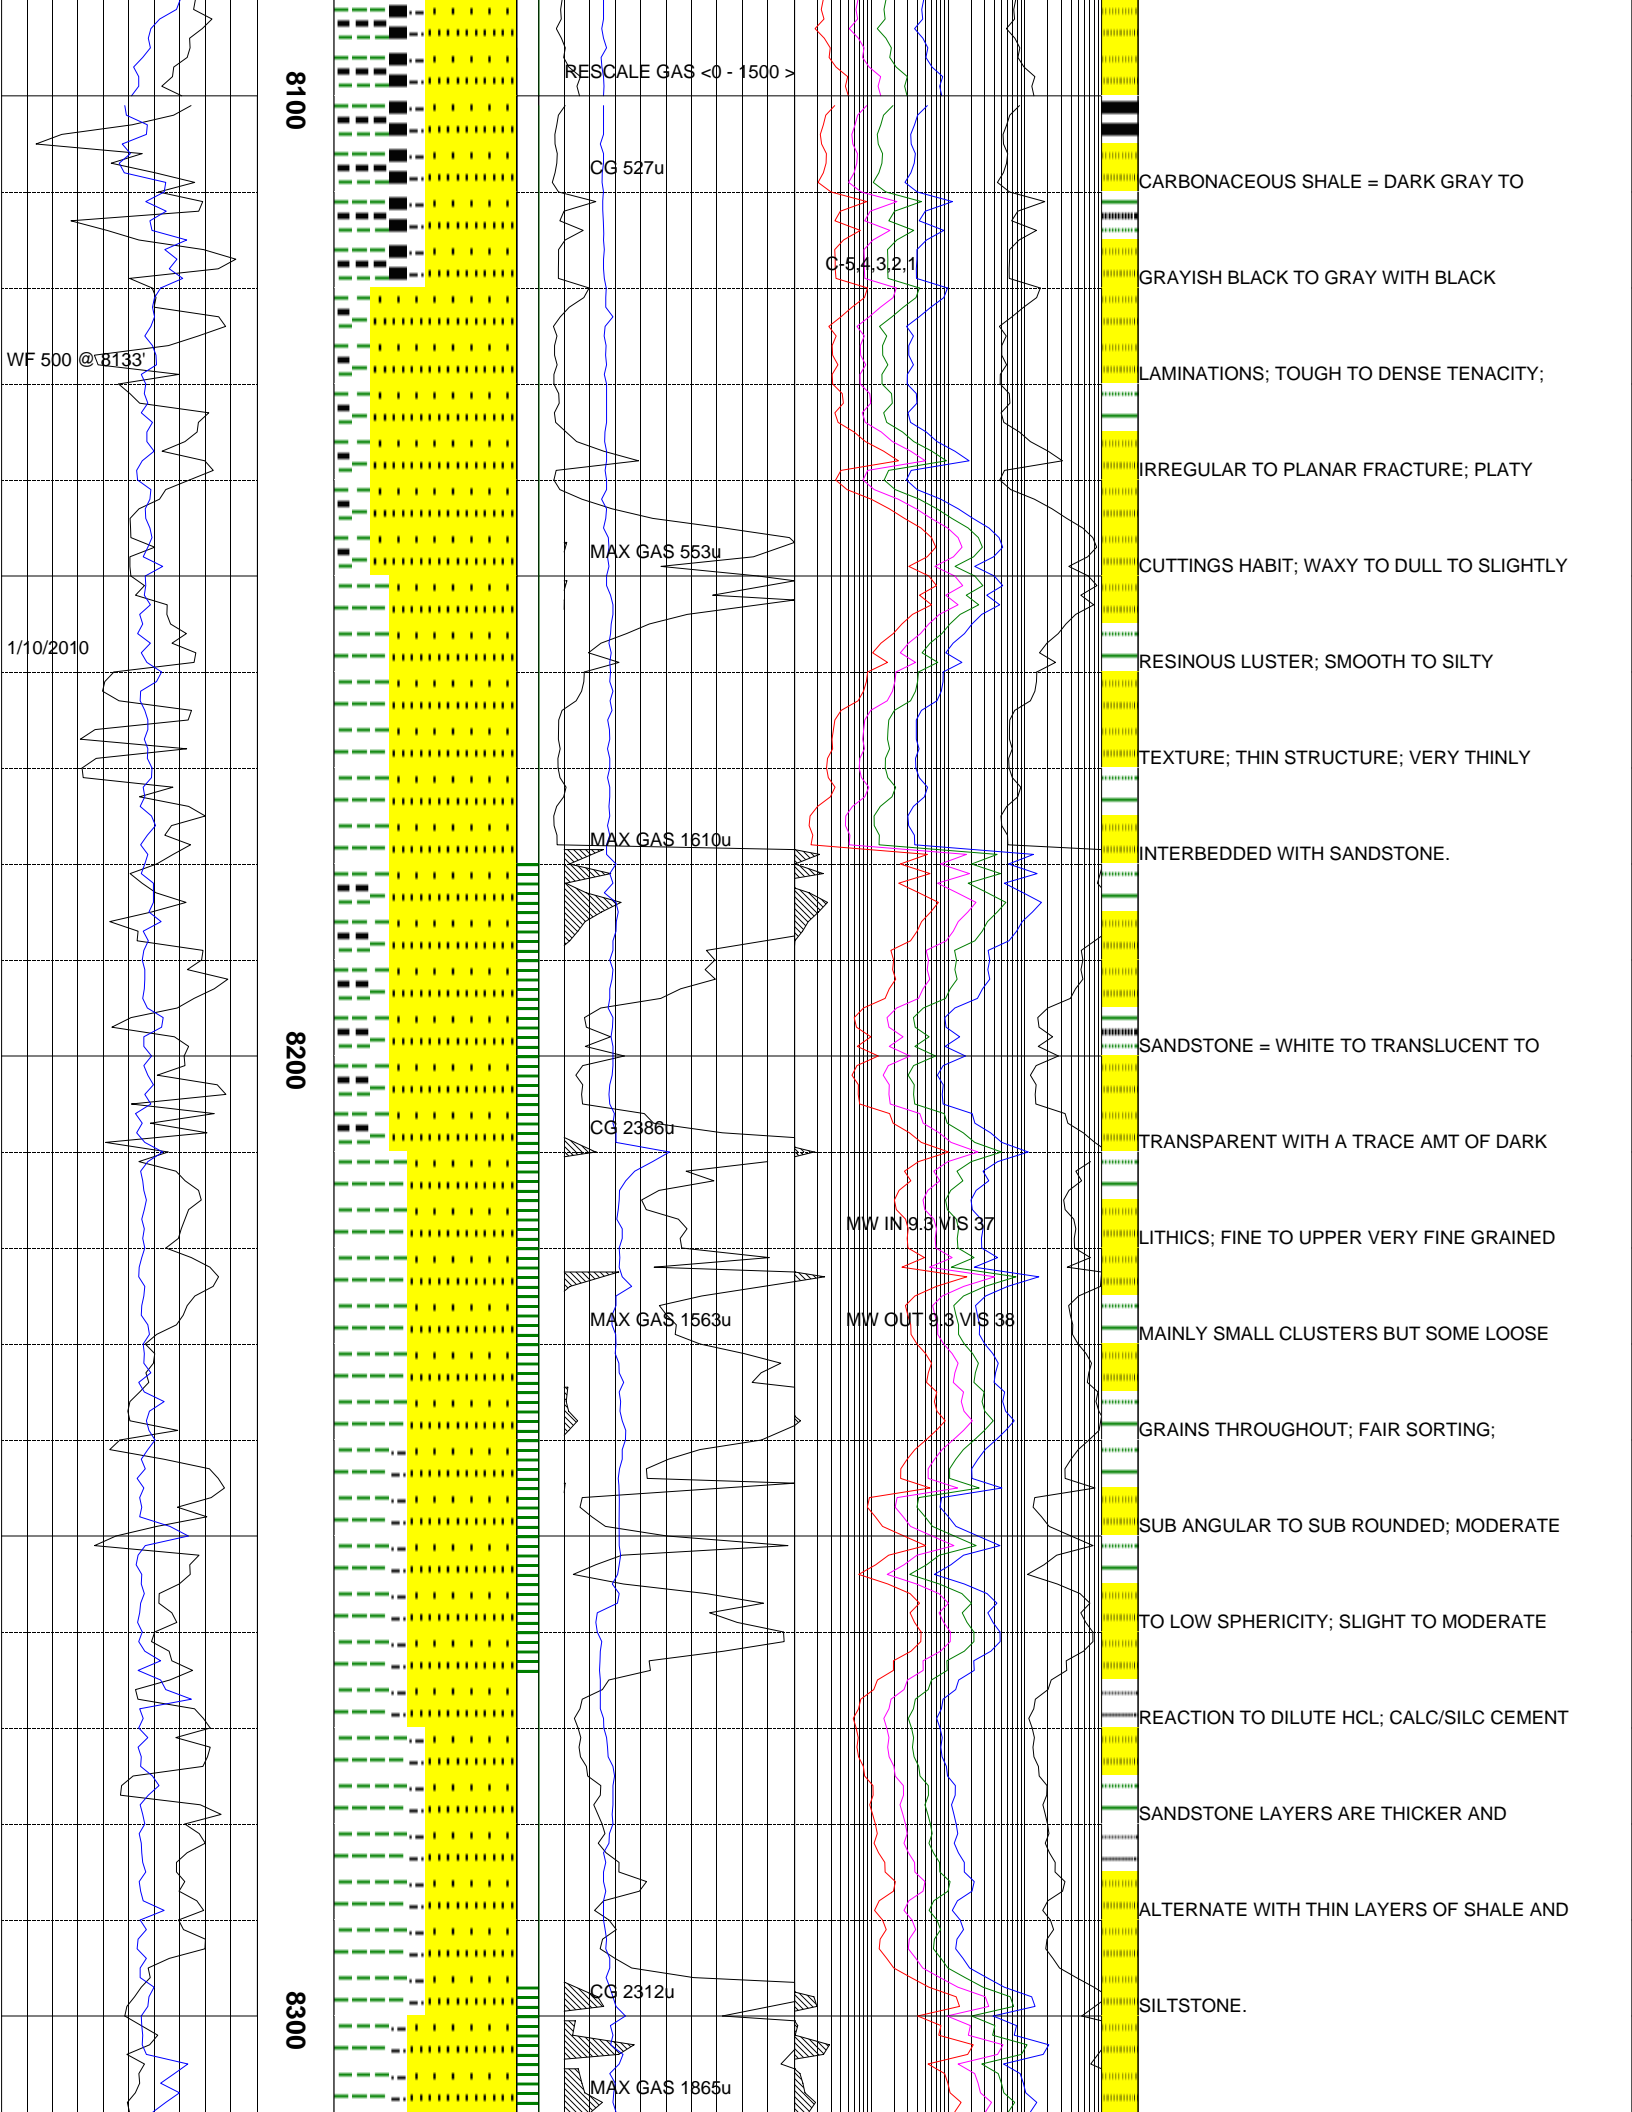 RESCALE GAS <0 - 1500 >
8100
CG 527u
CARBONACEOUS SHALE = DARK GRAY TO
C-5,4,3,2,1
GRAYISH BLACK TO GRAY WITH BLACK
WF 500 @ 8133'
LAMINATIONS; TOUGH TO DENSE TENACITY;
IRREGULAR TO PLANAR FRACTURE; PLATY
MAX GAS 553u
CUTTINGS HABIT; WAXY TO DULL TO SLIGHTLY
1/10/2010
RESINOUS LUSTER; SMOOTH TO SILTY
TEXTURE; THIN STRUCTURE; VERY THINLY
MAX GAS 1610u
INTERBEDDED WITH SANDSTONE.
8200
SANDSTONE = WHITE TO TRANSLUCENT TO
CG 2386u
TRANSPARENT WITH A TRACE AMT OF DARK
MW IN 9.3 VIS 37
LITHICS; FINE TO UPPER VERY FINE GRAINED
MAX GAS 1563u
MW OUT 9.3 VIS 38
MAINLY SMALL CLUSTERS BUT SOME LOOSE
GRAINS THROUGHOUT; FAIR SORTING;
SUB ANGULAR TO SUB ROUNDED; MODERATE
TO LOW SPHERICITY; SLIGHT TO MODERATE
REACTION TO DILUTE HCL; CALC/SILC CEMENT
SANDSTONE LAYERS ARE THICKER AND
ALTERNATE WITH THIN LAYERS OF SHALE AND
CG 2312u
8300
SILTSTONE.
MAX GAS 1865u